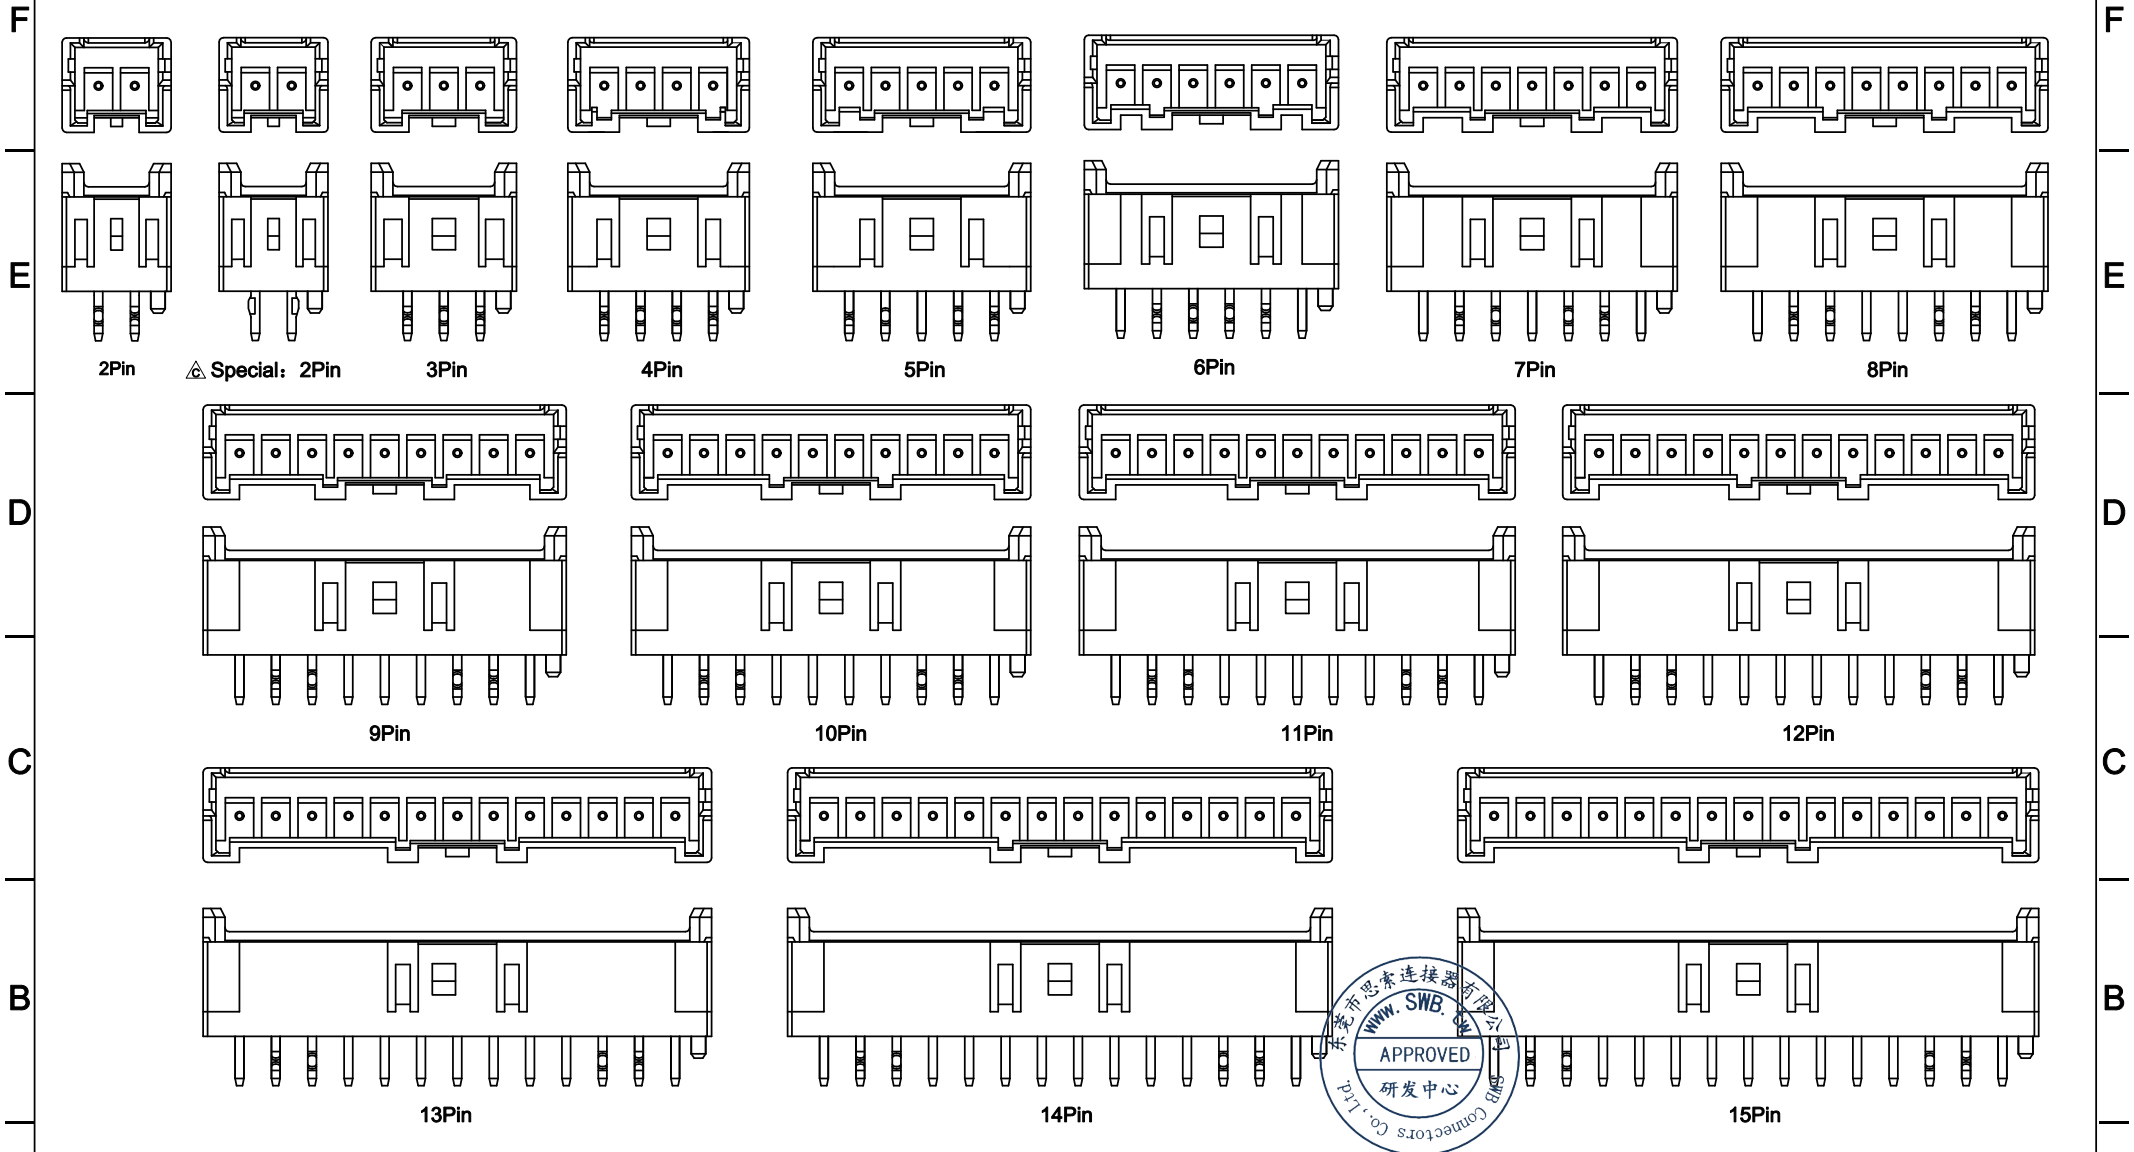 F F
2Pin C Special: 2Pin 3Pin 4Pin 5Pin 6Pin 7Pin 8Pin
E E
9Pin 10Pin 11Pin 12Pin
D D
C C
13Pin 14Pin 15Pin
B B
东莞市思索连接器有限公司
www.SWB.tw
APPROVED
研发中心
SWB Connectors Co.,Ltd.